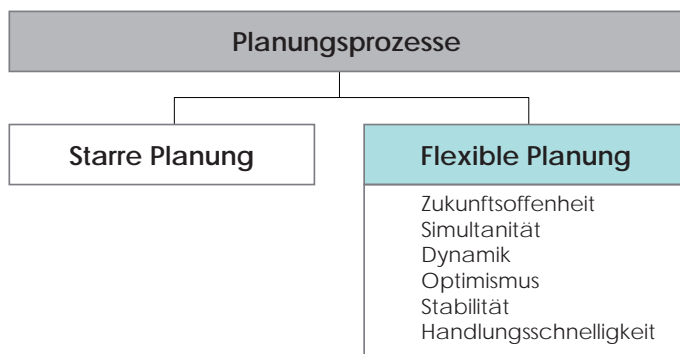 Planungsprozesse
Starre Planung
Flexible Planung
Zukunftsoffenheit
Simultanität
Dynamik
Optimismus
Stabilität
Handlungsschnelligkeit